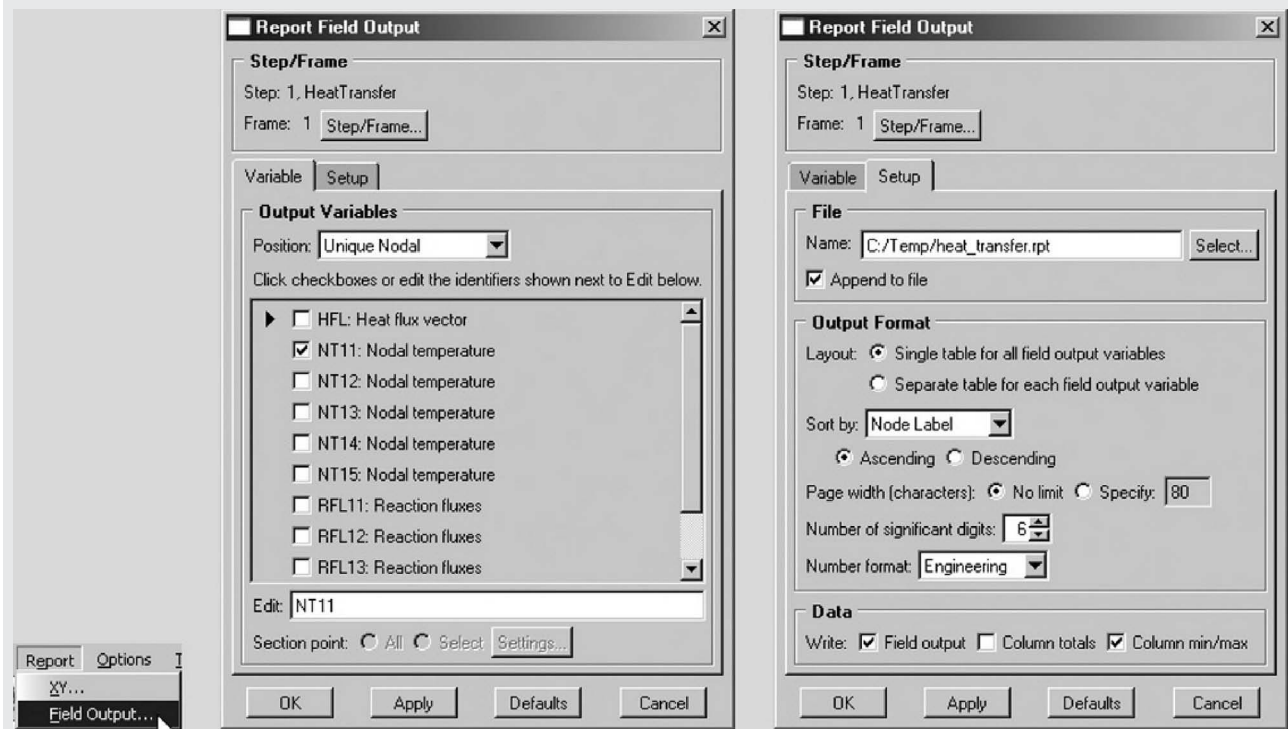 Report Options T
XY...
Field Output...
Report Field Output
Step/Frame
Step: 1, HeatTransfer
Frame: 1 Step/Frame...
Variable Setup
Output Variables
Position: Unique Nodal
Click checkboxes or edit the identifiers shown next to Edit below.
HFL: Heat flux vector
NT11: Nodal temperature
NT12: Nodal temperature
NT13: Nodal temperature
NT14: Nodal temperature
NT15: Nodal temperature
RFL11: Reaction fluxes
RFL12: Reaction fluxes
RFL13: Reaction fluxes
Edit: NT11
Section point: All Select Settings...
OK Apply Defaults Cancel
Report Field Output
Step/Frame
Step: 1, HeatTransfer
Frame: 1 Step/Frame...
Variable Setup
File
Name: C:/Temp/heat_transfer.rpt Select...
Append to file
Output Format
Layout: Single table for all field output variables
Separate table for each field output variable
Sort by: Node Label
Ascending Descending
Page width (characters): No limit Specify: 80
Number of significant digits: 6
Number format: Engineering
Data
Write: Field output Column totals Column min/max
OK Apply Defaults Cancel